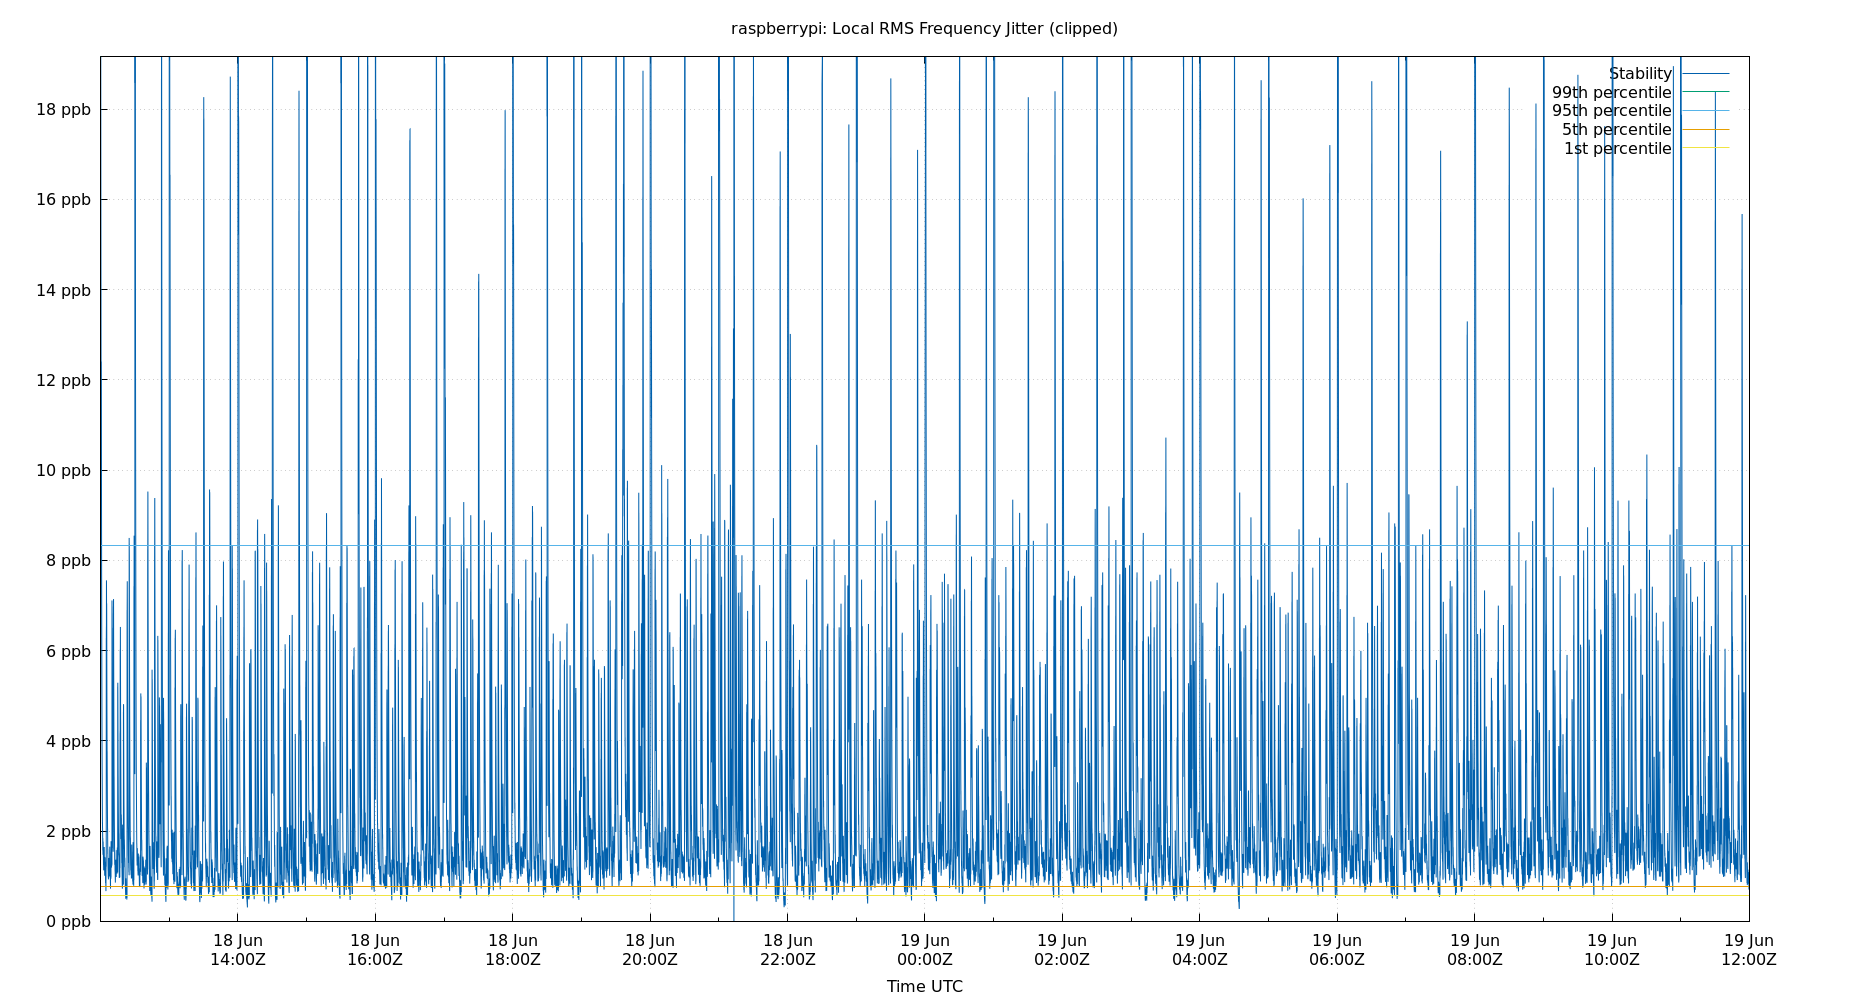 raspberrypi: Local RMS Frequency Jitter (clipped)
Stability
99th percentile
95th percentile
5th percentile
1st percentile
18 ppb
16 ppb
14 ppb
12 ppb
10 ppb
8 ppb
6 ppb
4 ppb
2 ppb
0 ppb
18 Jun 18 Jun 18 Jun 18 Jun 18 Jun 19 Jun 19 Jun 19 Jun 19 Jun 19 Jun 19 Jun 19 Jun
14:00Z 16:00Z 18:00Z 20:00Z 22:00Z 00:00Z 02:00Z 04:00Z 06:00Z 08:00Z 10:00Z 12:00Z
Time UTC